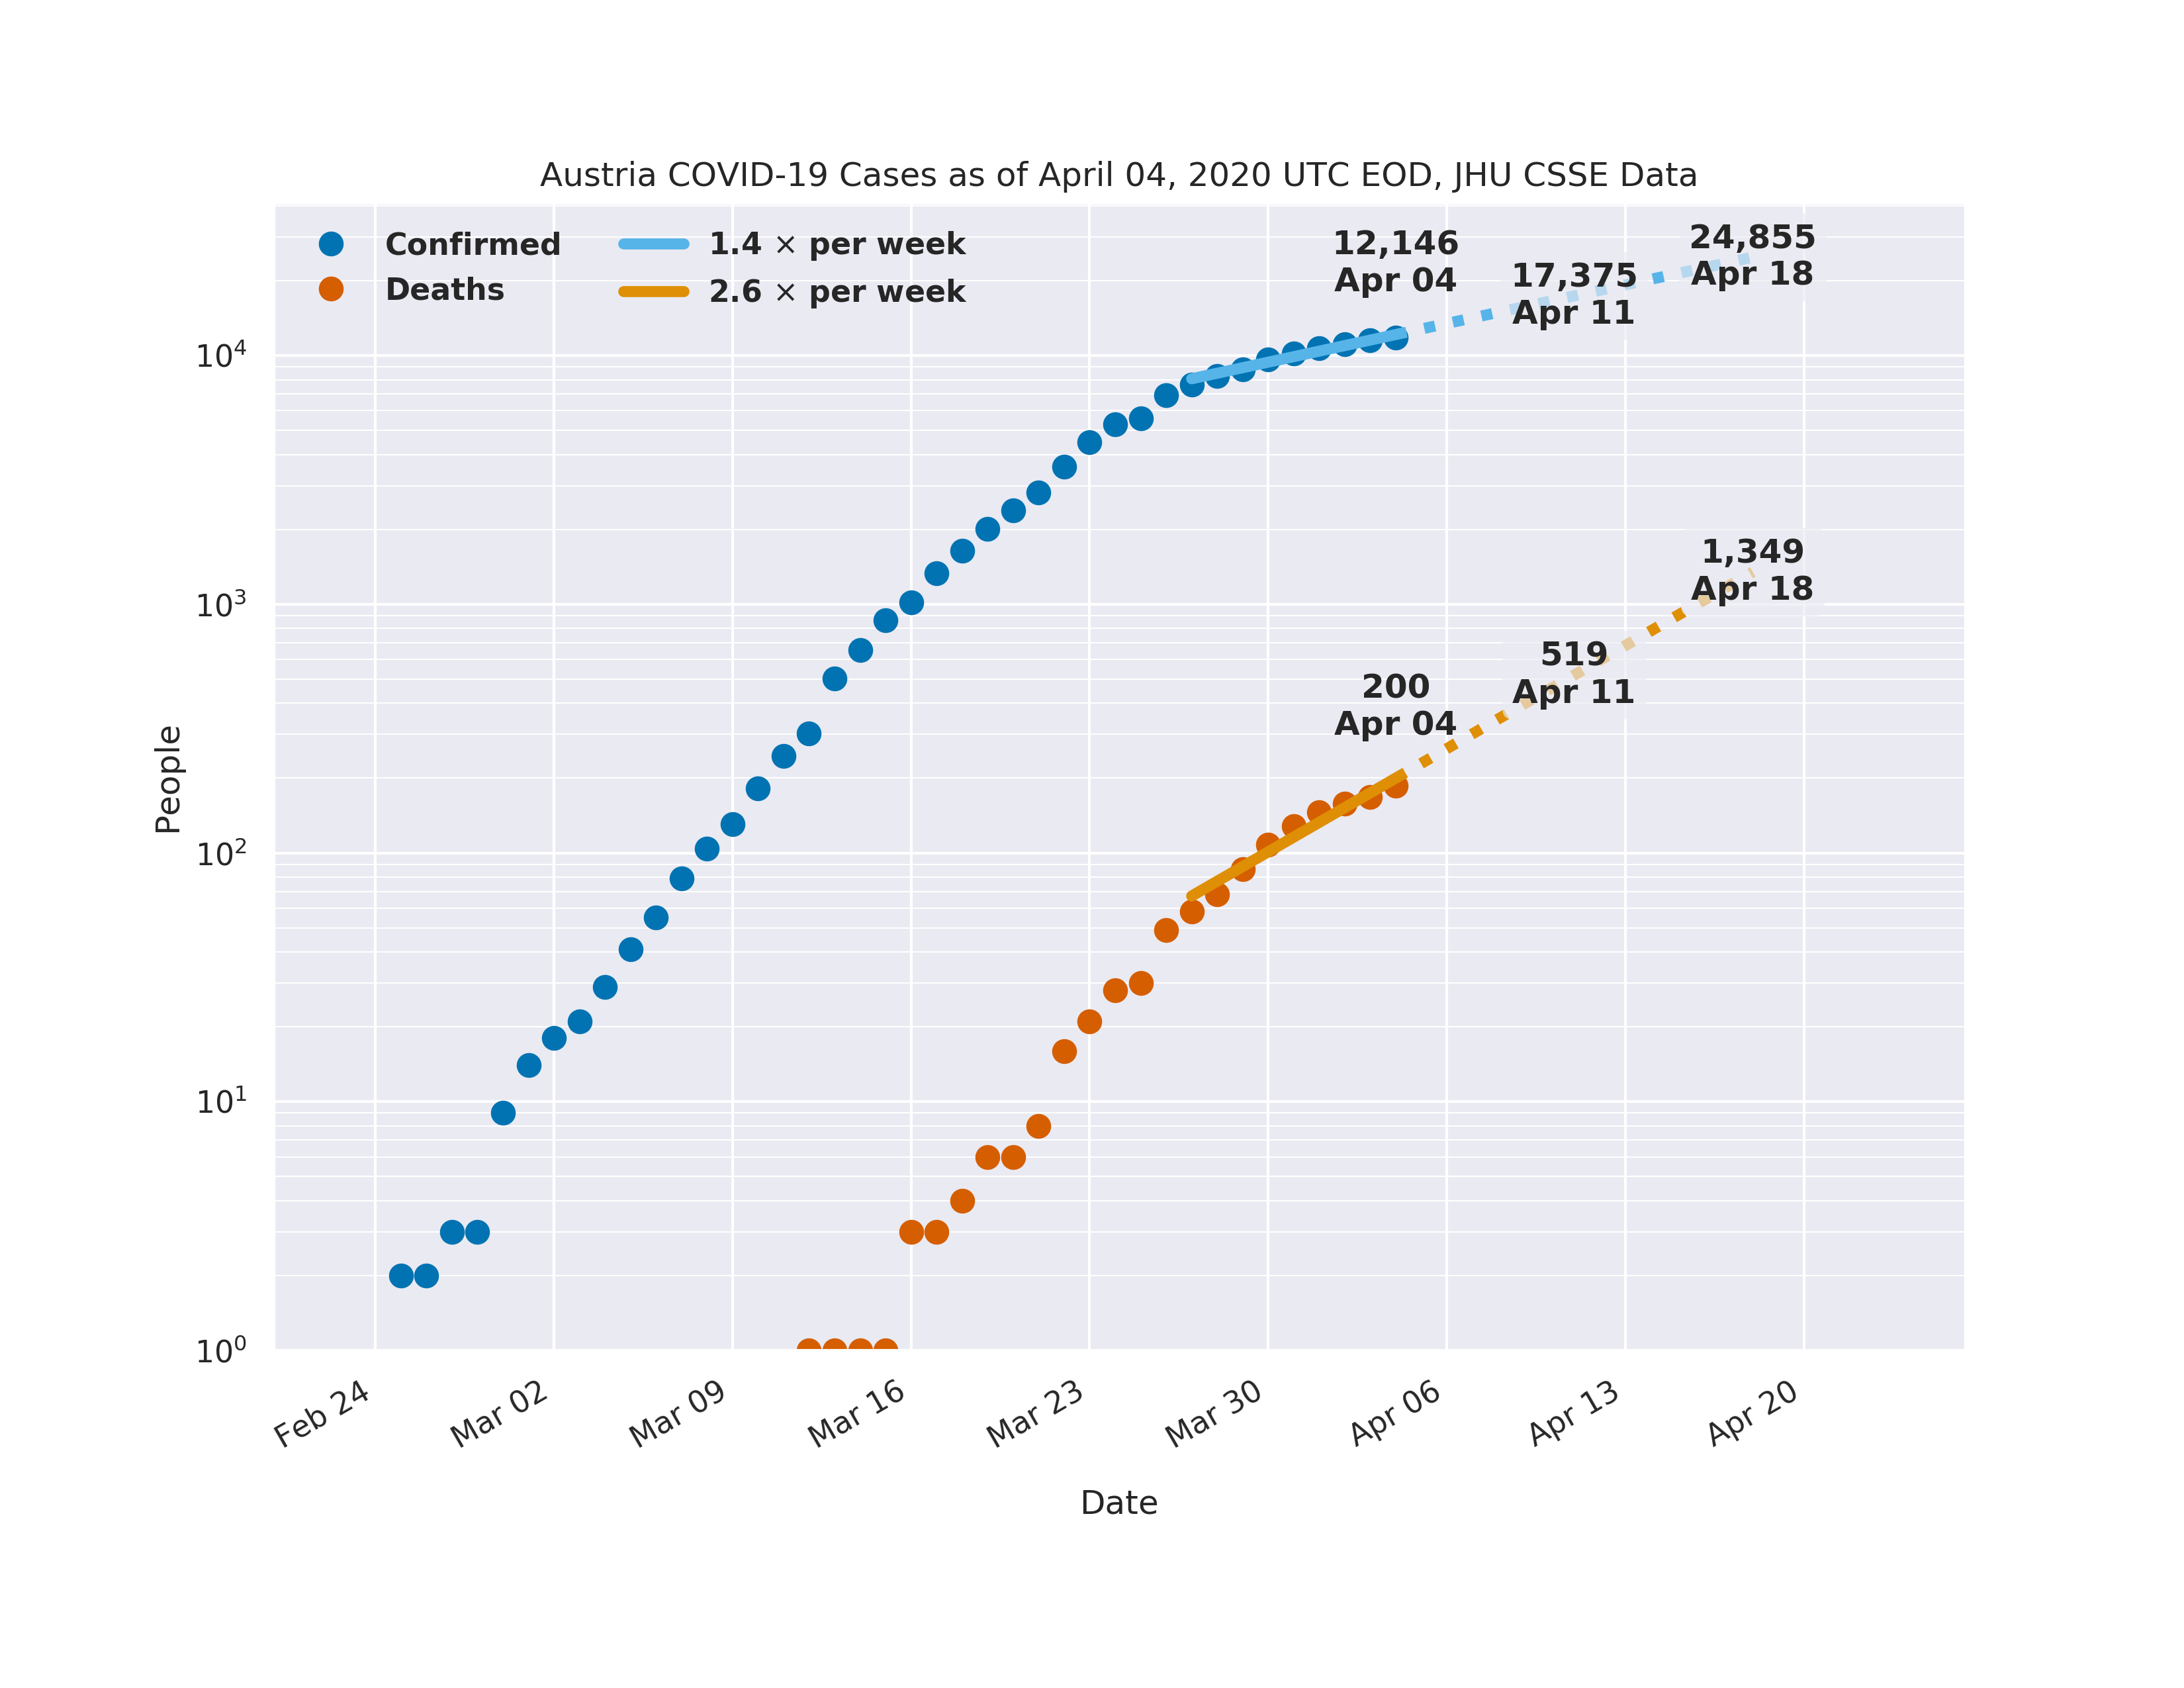 Austria COVID-19 Cases as of April 04, 2020 UTC EOD, JHU CSSE Data
Confirmed
Deaths
1.4 × per week
2.6 × per week
12,146
Apr 04
17,375
Apr 11
24,855
Apr 18
200
Apr 04
519
Apr 11
1,349
Apr 18
People
10⁴
10³
10²
10¹
10⁰
Feb 24
Mar 02
Mar 09
Mar 16
Mar 23
Mar 30
Apr 06
Apr 13
Apr 20
Date